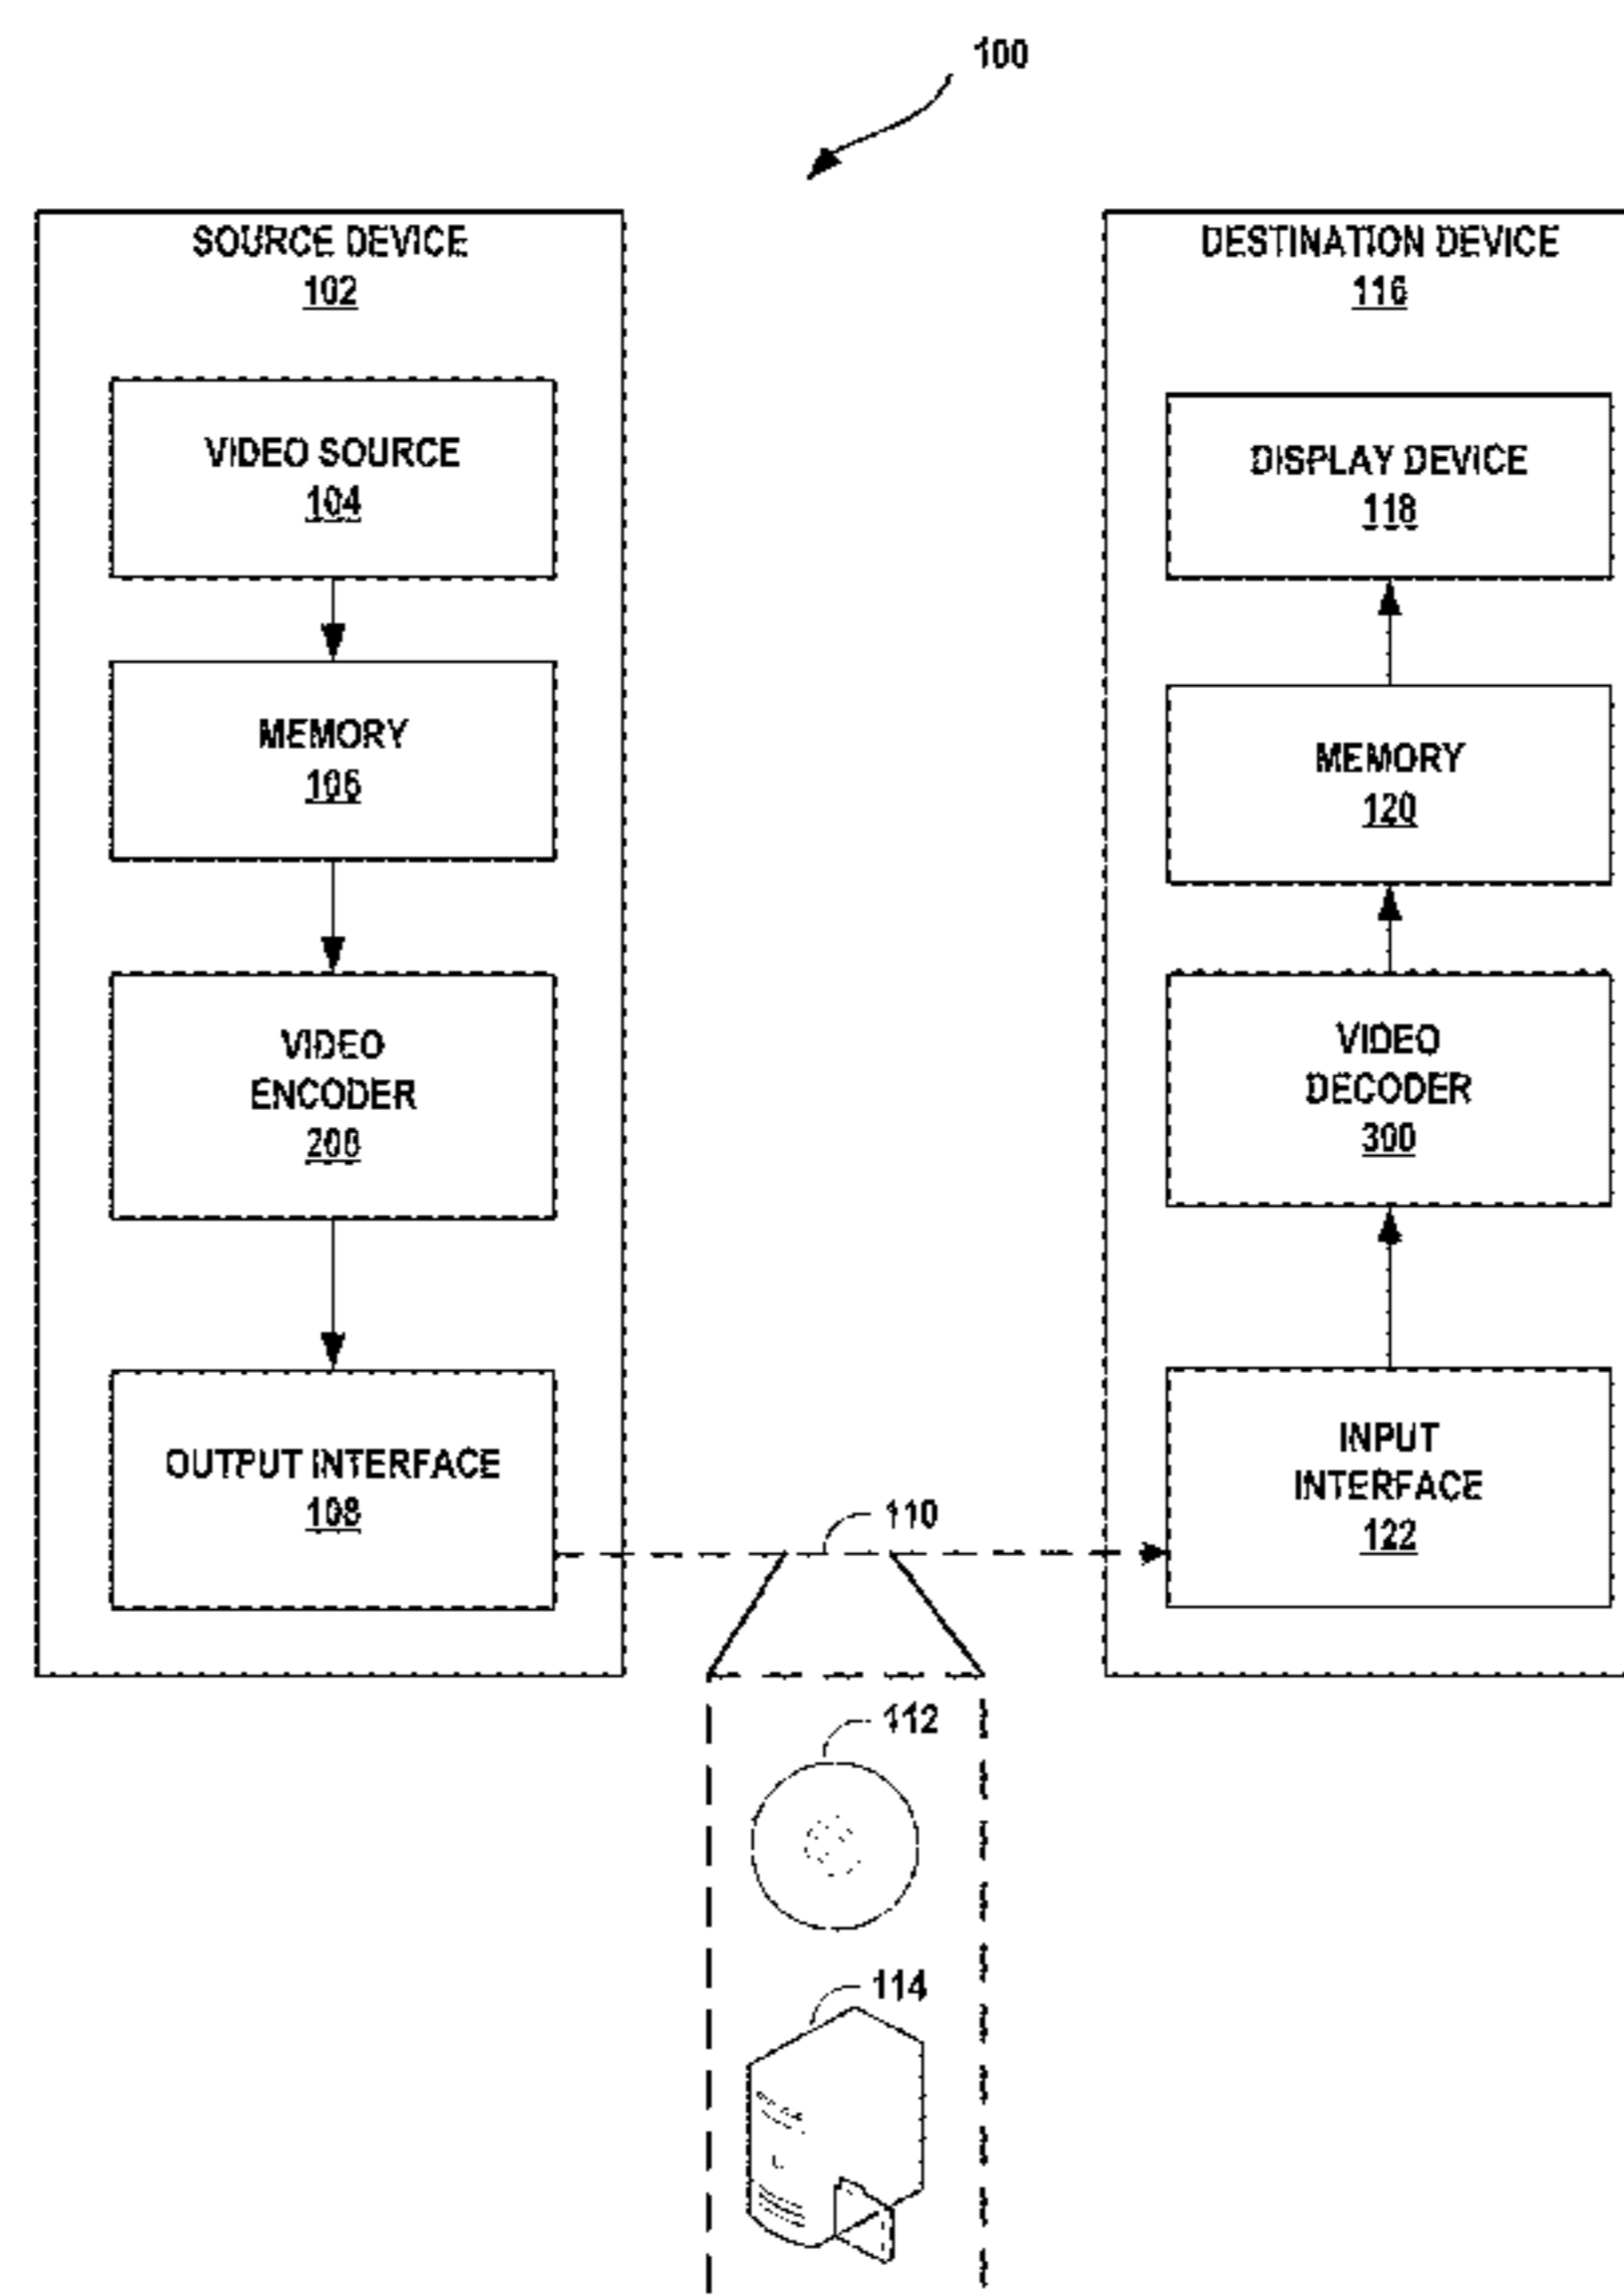 100
SOURCE DEVICE
102
VIDEO SOURCE
104
MEMORY
106
VIDEO
ENCODER
200
OUTPUT INTERFACE
108
DESTINATION DEVICE
116
DISPLAY DEVICE
118
MEMORY
120
VIDEO
DECODER
300
INPUT
INTERFACE
122
110
112
114